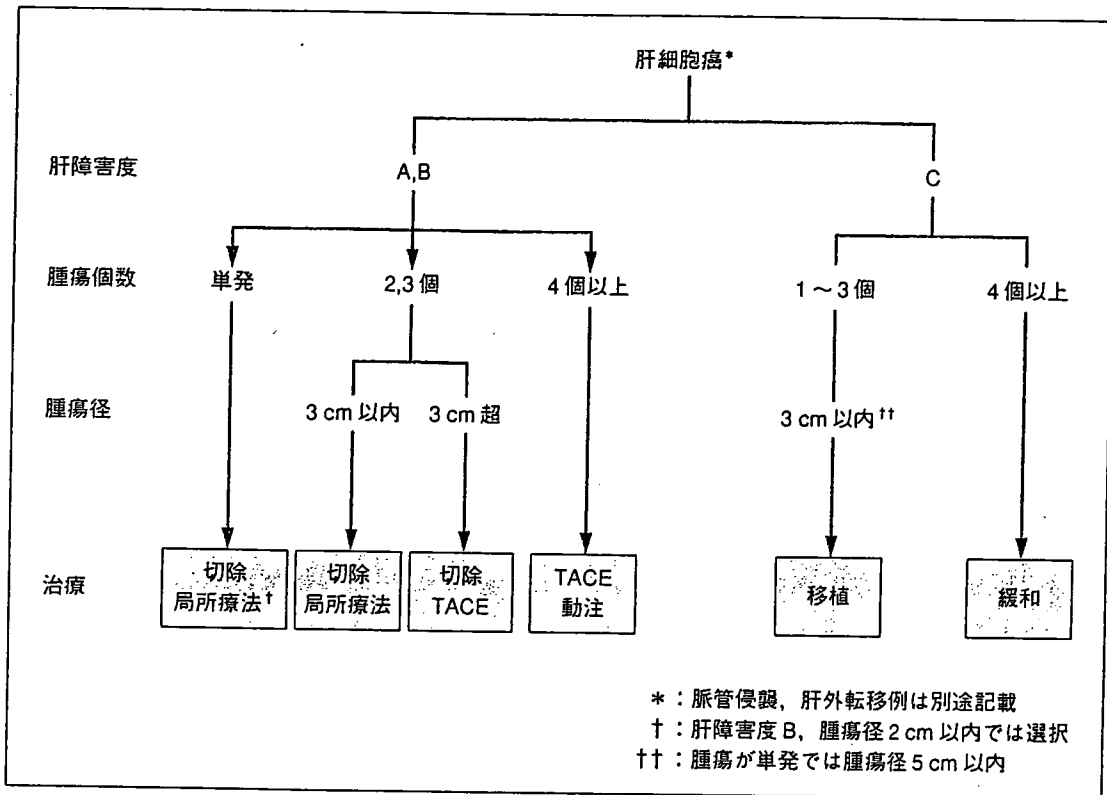 肝細胞癌*
肝障害度 A,B C
腫瘍個数 単発 2,3個 4個以上 1～3個 4個以上
腫瘍径 3 cm 以内 3 cm 超 3 cm 以内††
治療
切除
局所療法†
切除
局所療法
切除
TACE
TACE
動注
移植
緩和
*：脈管侵襲，肝外転移例は別途記載
†：肝障害度 B，腫瘍径 2 cm 以内では選択
††：腫瘍が単発では腫瘍径 5 cm 以内